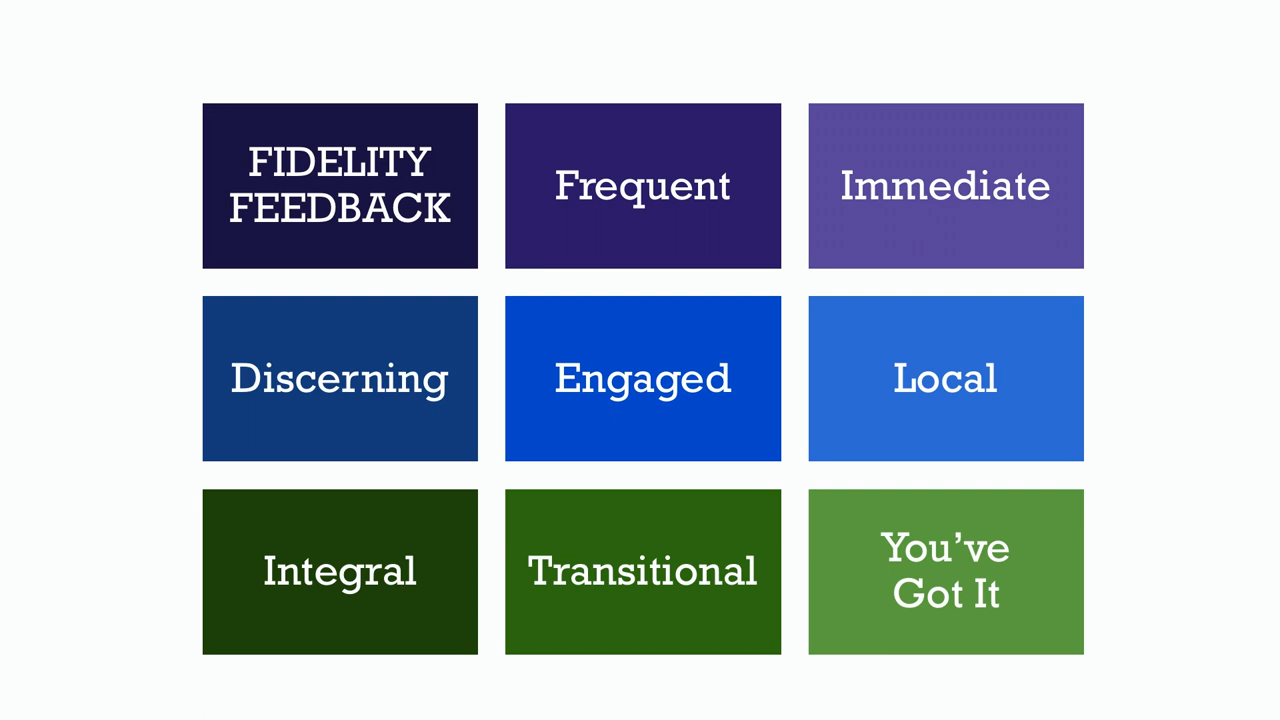 FIDELITY
FEEDBACK
Frequent
Immediate
Discerning
Engaged
Local
Integral
Transitional
You’ve
Got It